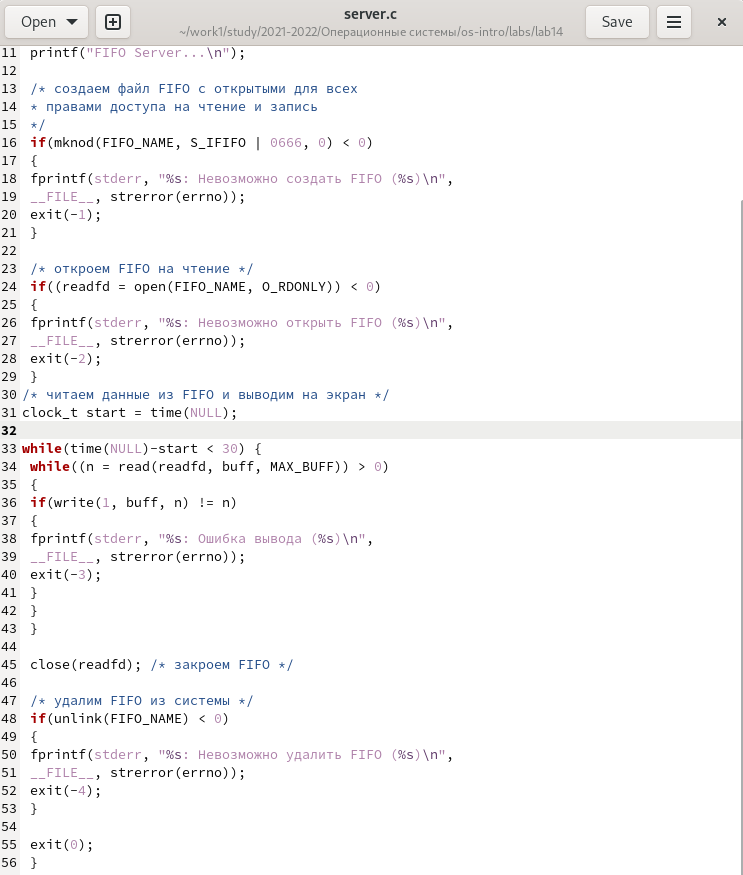 Open
server.c
~/work1/study/2021-2022/Операционные системы/os-intro/labs/lab14
Save
11 printf("FIFO Server...\n");
12
13 /* создаем файл FIFO с открытыми для всех
14 * правами доступа на чтение и запись
15 */
16 if(mknod(FIFO_NAME, S_IFIFO | 0666, 0) < 0)
17 {
18 fprintf(stderr, "%s: Невозможно создать FIFO (%s)\n",
19 __FILE__, strerror(errno));
20 exit(-1);
21 }
22
23 /* откроем FIFO на чтение */
24 if((readfd = open(FIFO_NAME, O_RDONLY)) < 0)
25 {
26 fprintf(stderr, "%s: Невозможно открыть FIFO (%s)\n",
27 __FILE__, strerror(errno));
28 exit(-2);
29 }
30 /* читаем данные из FIFO и выводим на экран */
31 clock_t start = time(NULL);
32
33 while(time(NULL)-start < 30) {
34 while((n = read(readfd, buff, MAX_BUFF)) > 0)
35 {
36 if(write(1, buff, n) != n)
37 {
38 fprintf(stderr, "%s: Ошибка вывода (%s)\n",
39 __FILE__, strerror(errno));
40 exit(-3);
41 }
42 }
43 }
44
45 close(readfd); /* закроем FIFO */
46
47 /* удалим FIFO из системы */
48 if(unlink(FIFO_NAME) < 0)
49 {
50 fprintf(stderr, "%s: Невозможно удалить FIFO (%s)\n",
51 __FILE__, strerror(errno));
52 exit(-4);
53 }
54
55 exit(0);
56 }